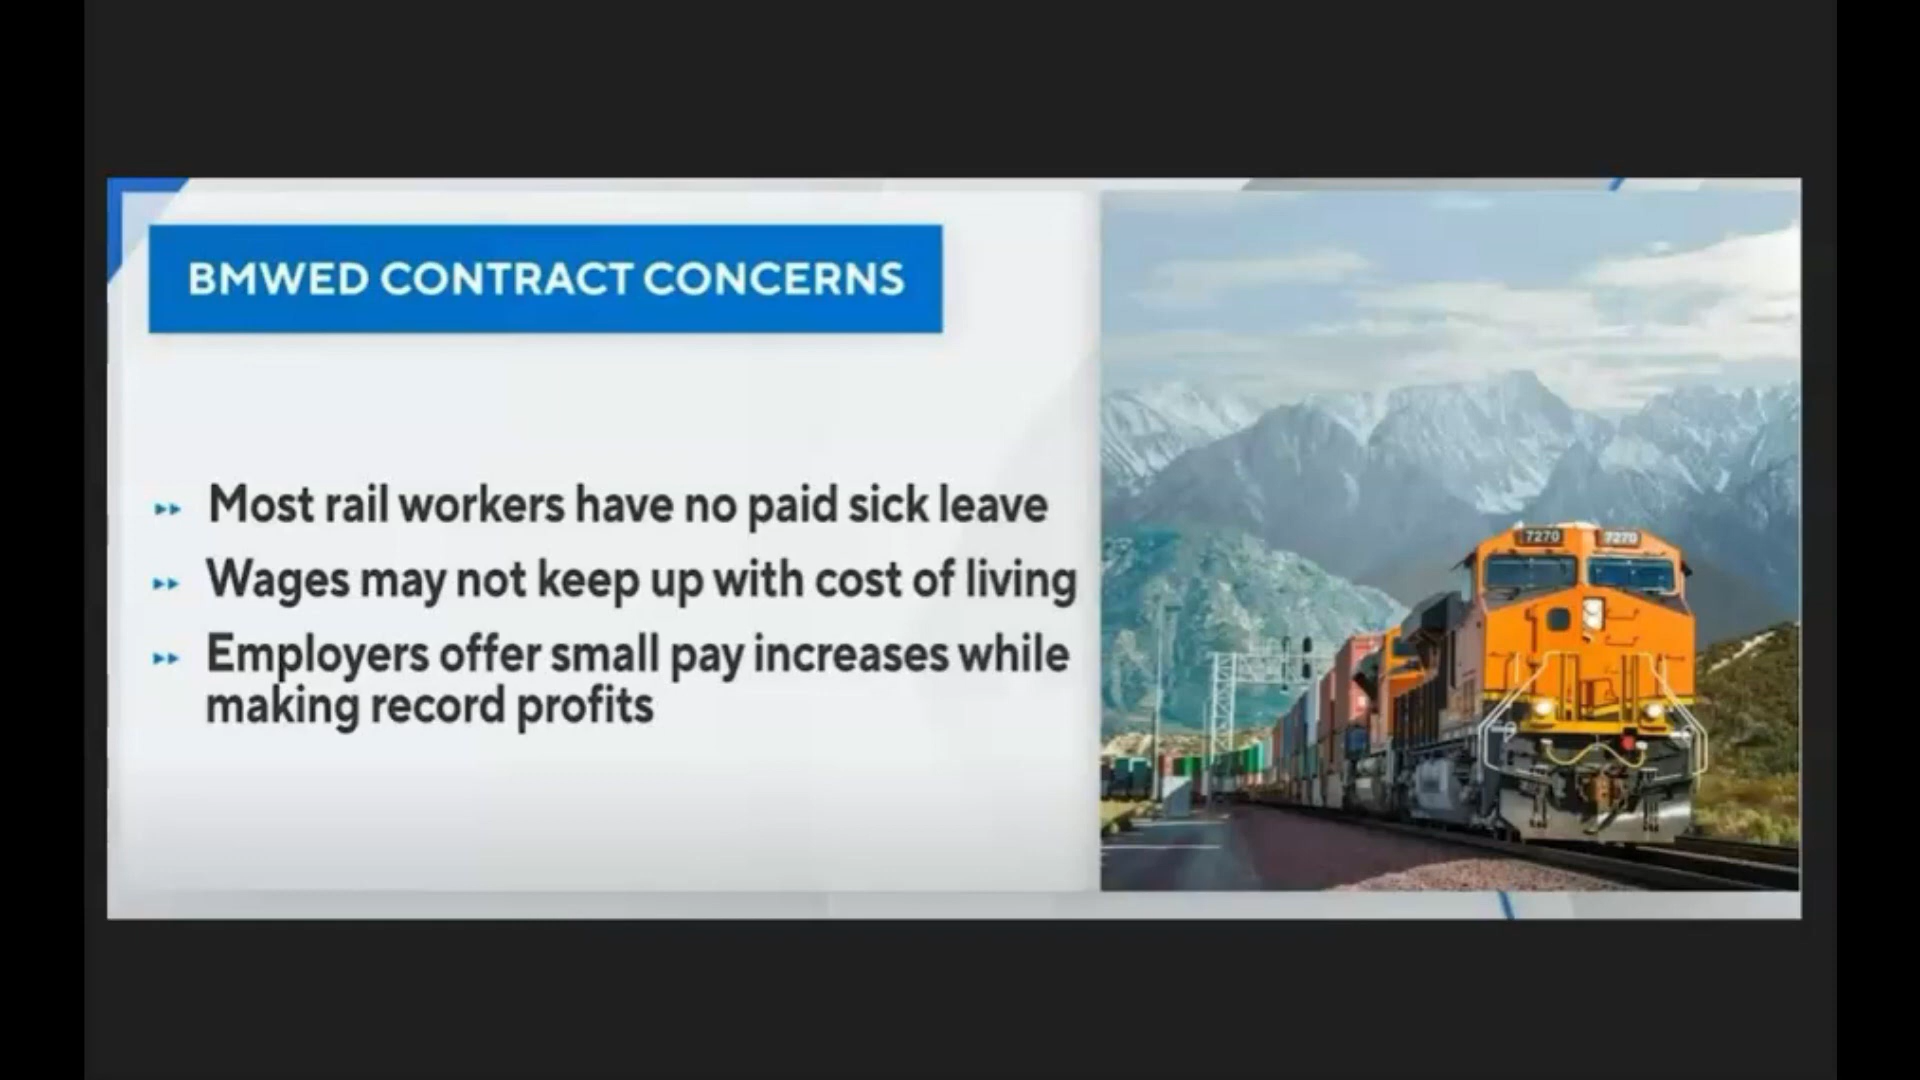 BMWED CONTRACT CONCERNS
Most rail workers have no paid sick leave
Wages may not keep up with cost of living
Employers offer small pay increases while
making record profits
7270 7270